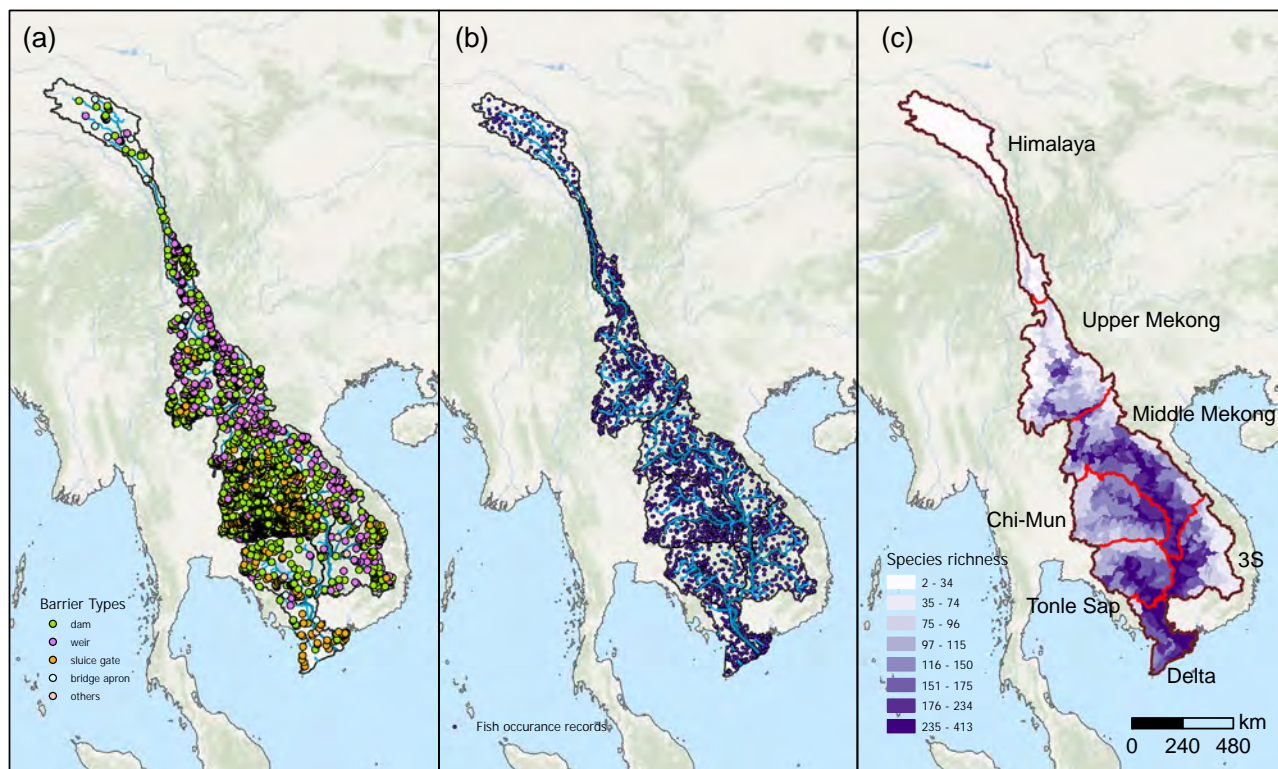 (a)
Barrier Types
dam
weir
sluice gate
bridge apron
others
(b)
Fish occurance records
(c)
Himalaya
Upper Mekong
Middle Mekong
Chi-Mun
3S
Tonle Sap
Delta
Species richness
2 - 34
35 - 74
75 - 96
97 - 115
116 - 150
151 - 175
176 - 234
235 - 413
km
0 240 480